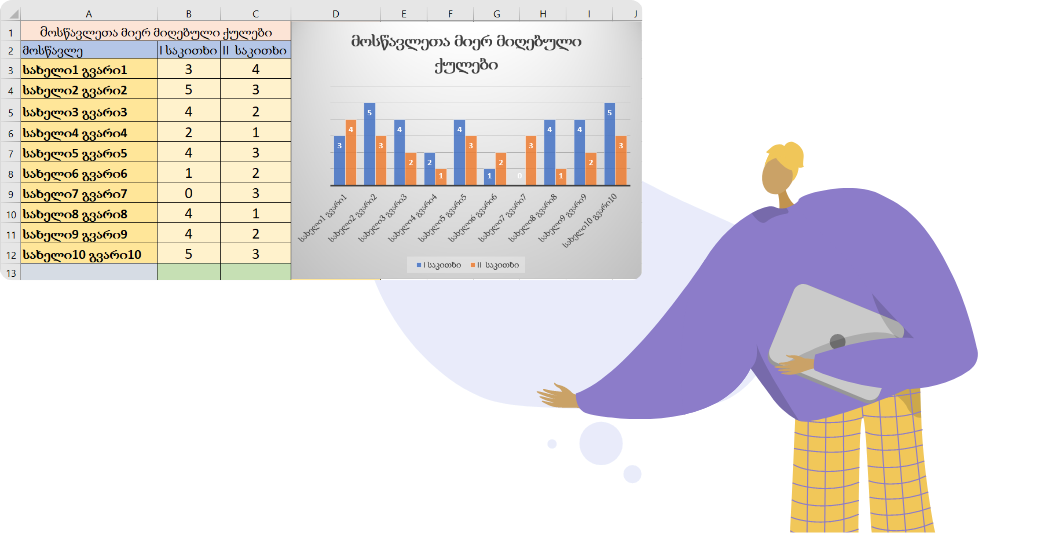 A B C D E F G H I J
1 მოსწავლეთა მიერ მიღებული ქულები
2 მოსწავლე I საკითხი II საკითხი
3 სახელი1 გვარი1 3 4
4 სახელი2 გვარი2 5 3
5 სახელი3 გვარი3 4 2
6 სახელი4 გვარი4 2 1
7 სახელი5 გვარი5 4 3
8 სახელი6 გვარი6 1 2
9 სახელი7 გვარი7 0 3
10 სახელი8 გვარი8 4 1
11 სახელი9 გვარი9 4 2
12 სახელი10 გვარი10 5 3
13
მოსწავლეთა მიერ მიღებული
ქულები
3 4 5 3 4 2 2 1 4 3 1 2 0 3 4 1 4 2 5 3
სახელი1 გვარი1
სახელი2 გვარი2
სახელი3 გვარი3
სახელი4 გვარი4
სახელი5 გვარი5
სახელი6 გვარი6
სახელი7 გვარი7
სახელი8 გვარი8
სახელი9 გვარი9
სახელი10 გვარი10
I საკითხი II საკითხი